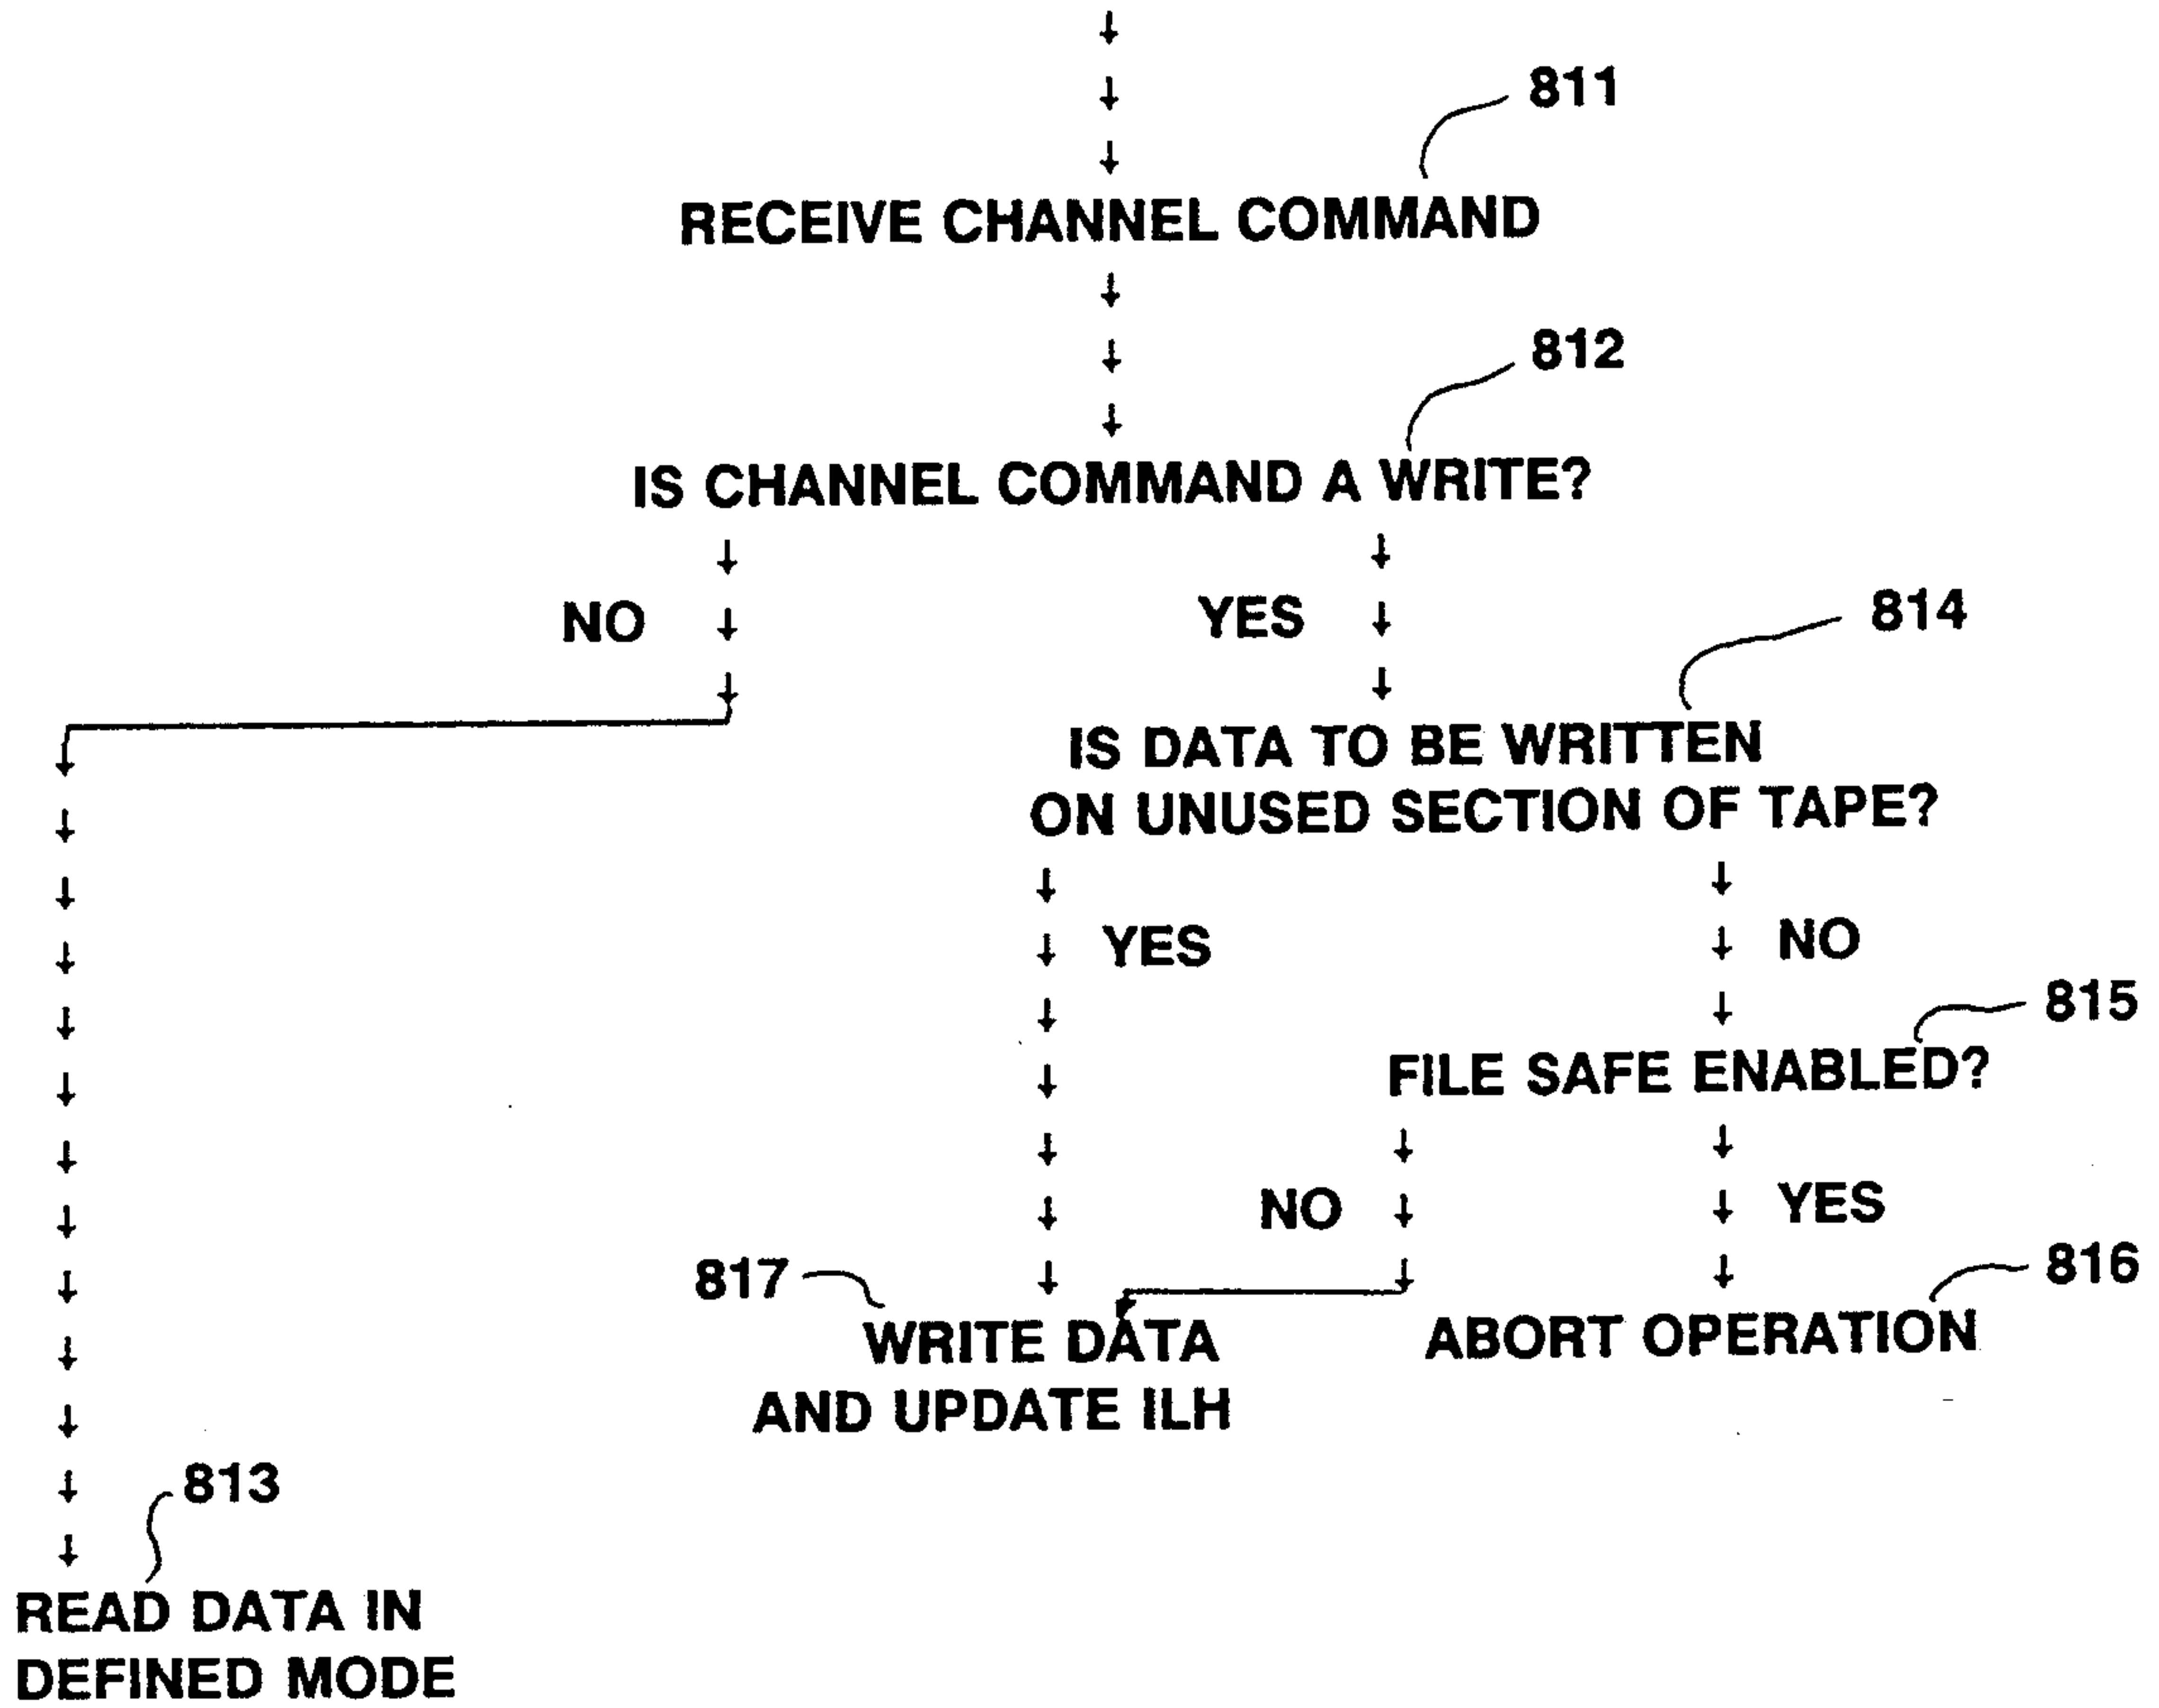 811
RECEIVE CHANNEL COMMAND
812
IS CHANNEL COMMAND A WRITE?
NO
YES
814
IS DATA TO BE WRITTEN
ON UNUSED SECTION OF TAPE?
YES
NO
815
FILE SAFE ENABLED?
NO
YES
817
816
WRITE DATA
AND UPDATE ILH
ABORT OPERATION
813
READ DATA IN
DEFINED MODE